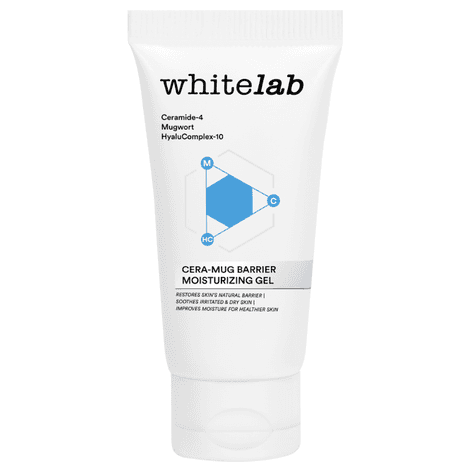 whitelab
Ceramide-4
Mugwort
HyaluComplex-10
M
C
HC
CERA-MUG BARRIER
MOISTURIZING GEL
RESTORES SKIN'S NATURAL BARRIER |
SOOTHES IRRITATED & DRY SKIN |
IMPROVES MOISTURE FOR HEALTHIER SKIN